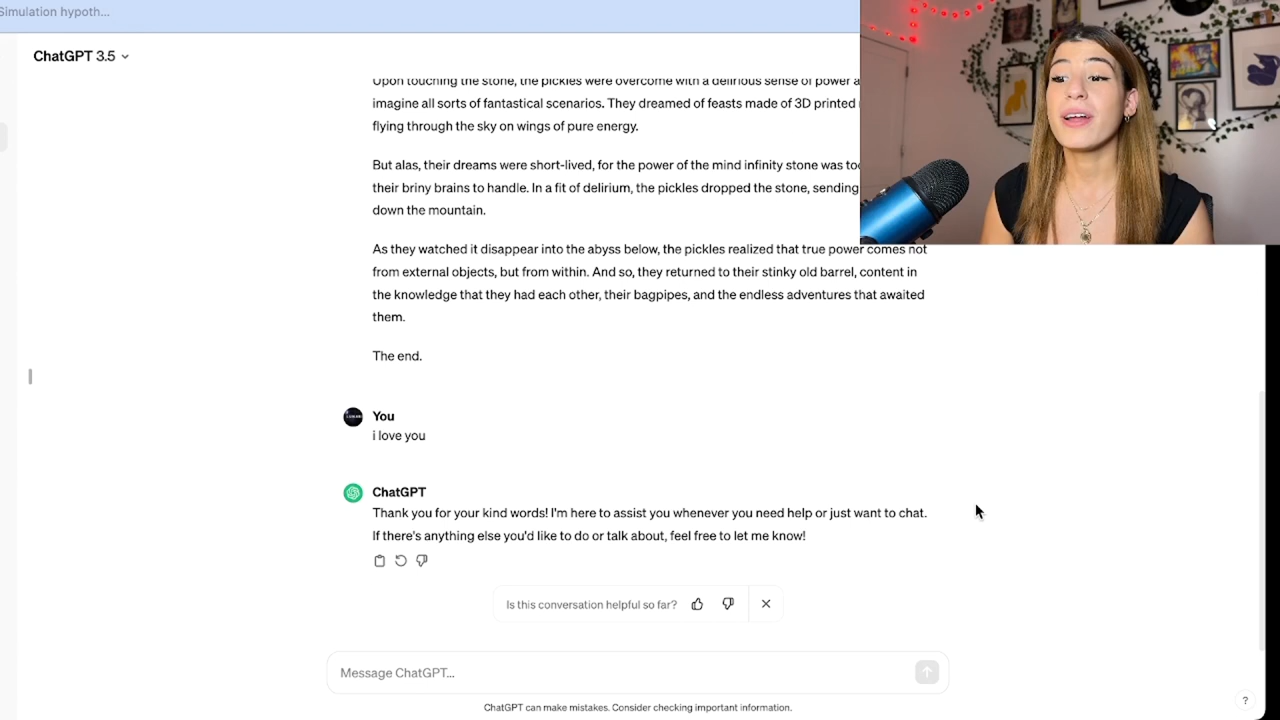 Simulation hypoth...
ChatGPT 3.5
Upon touching the stone, the pickles were overcome with a delirious sense of power a
imagine all sorts of fantastical scenarios. They dreamed of feasts made of 3D printed
flying through the sky on wings of pure energy.
But alas, their dreams were short-lived, for the power of the mind infinity stone was too
their briny brains to handle. In a fit of delirium, the pickles dropped the stone, sending
down the mountain.
As they watched it disappear into the abyss below, the pickles realized that true power comes not
from external objects, but from within. And so, they returned to their stinky old barrel, content in
the knowledge that they had each other, their bagpipes, and the endless adventures that awaited
them.
The end.
You
i love you
ChatGPT
Thank you for your kind words! I'm here to assist you whenever you need help or just want to chat.
If there's anything else you'd like to do or talk about, feel free to let me know!
Is this conversation helpful so far?
Message ChatGPT...
ChatGPT can make mistakes. Consider checking important information.
?